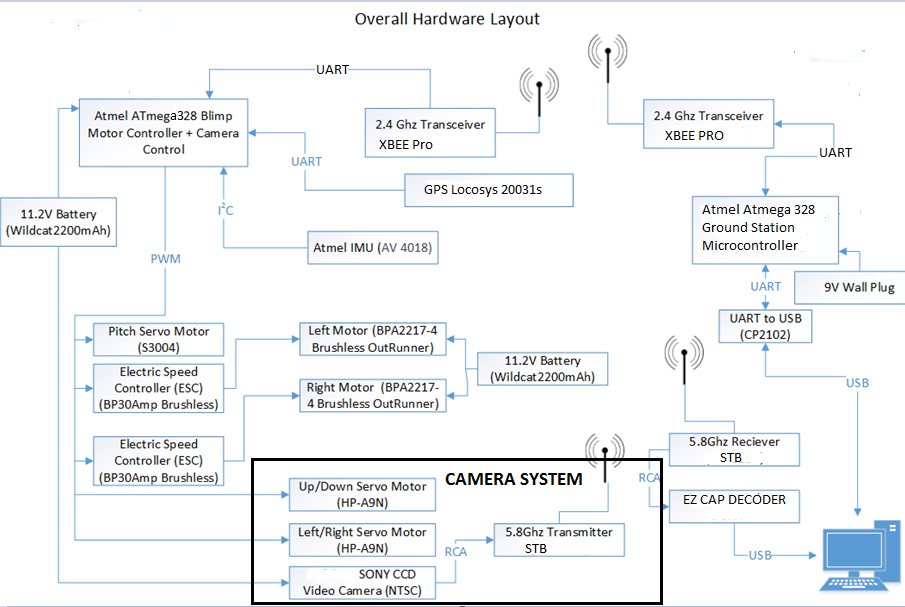 Overall Hardware Layout
UART
Atmel ATmega328 Blimp
Motor Controller + Camera
Control
2.4 Ghz Transceiver
XBEE Pro
2.4 Ghz Transceiver
XBEE PRO
UART
UART
GPS Locosys 20031s
11.2V Battery
(Wildcat2200mAh)
I²C
Atmel IMU (AV 4018)
Atmel Atmega 328
Ground Station
Microcontroller
PWM
UART
9V Wall Plug
UART to USB
(CP2102)
Pitch Servo Motor
(S3004)
Left Motor (BPA2217-4
Brushless OutRunner)
Electric Speed
Controller (ESC)
(BP30Amp Brushless)
11.2V Battery
(Wildcat2200mAh)
Right Motor (BPA2217-
4 Brushless OutRunner)
USB
Electric Speed
Controller (ESC)
(BP30Amp Brushless)
5.8Ghz Reciever
STB
CAMERA SYSTEM
RCA
Up/Down Servo Motor
(HP-A9N)
EZ CAP DECODER
Left/Right Servo Motor
(HP-A9N)
5.8Ghz Transmitter
STB
RCA
USB
SONY CCD
Video Camera (NTSC)